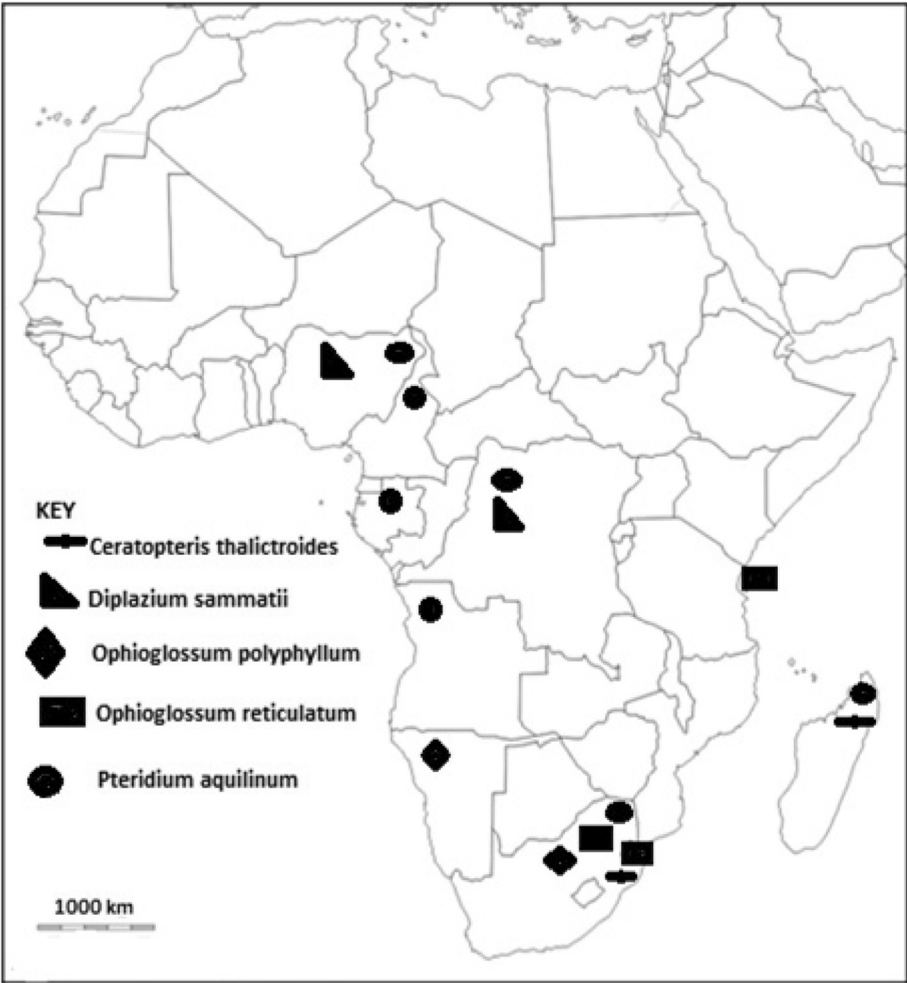 KEY
Ceratopteris thalictroides
Diplazium sammatii
Ophioglossum polyphyllum
Ophioglossum reticulatum
Pteridium aquilinum
1000 km